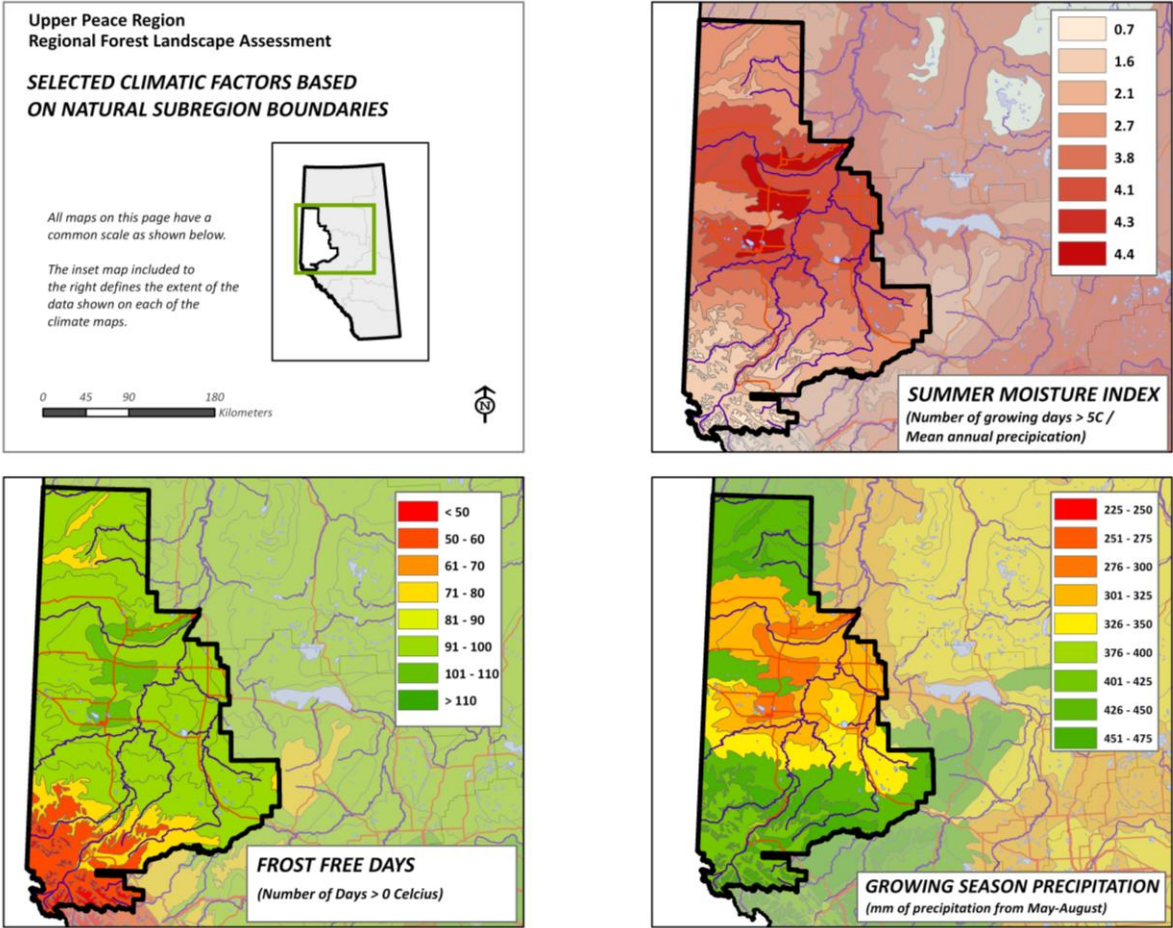 Upper Peace Region
Regional Forest Landscape Assessment
SELECTED CLIMATIC FACTORS BASED
ON NATURAL SUBREGION BOUNDARIES
All maps on this page have a
common scale as shown below.
The inset map included to
the right defines the extent of the
data shown on each of the
climate maps.
0 45 90 180
Kilometers
N
0.7
1.6
2.1
2.7
3.8
4.1
4.3
4.4
SUMMER MOISTURE INDEX
(Number of growing days > 5C /
Mean annual precipication)
< 50
50 - 60
61 - 70
71 - 80
81 - 90
91 - 100
101 - 110
> 110
FROST FREE DAYS
(Number of Days > 0 Celcius)
225 - 250
251 - 275
276 - 300
301 - 325
326 - 350
376 - 400
401 - 425
426 - 450
451 - 475
GROWING SEASON PRECIPITATION
(mm of precipitation from May-August)